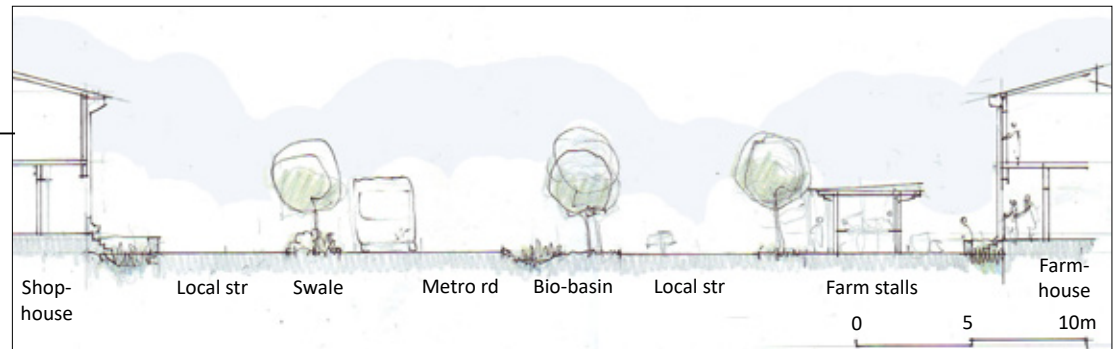 Shop-
house
Local str
Swale
Metro rd
Bio-basin
Local str
Farm stalls
Farm-
house
0 5 10m